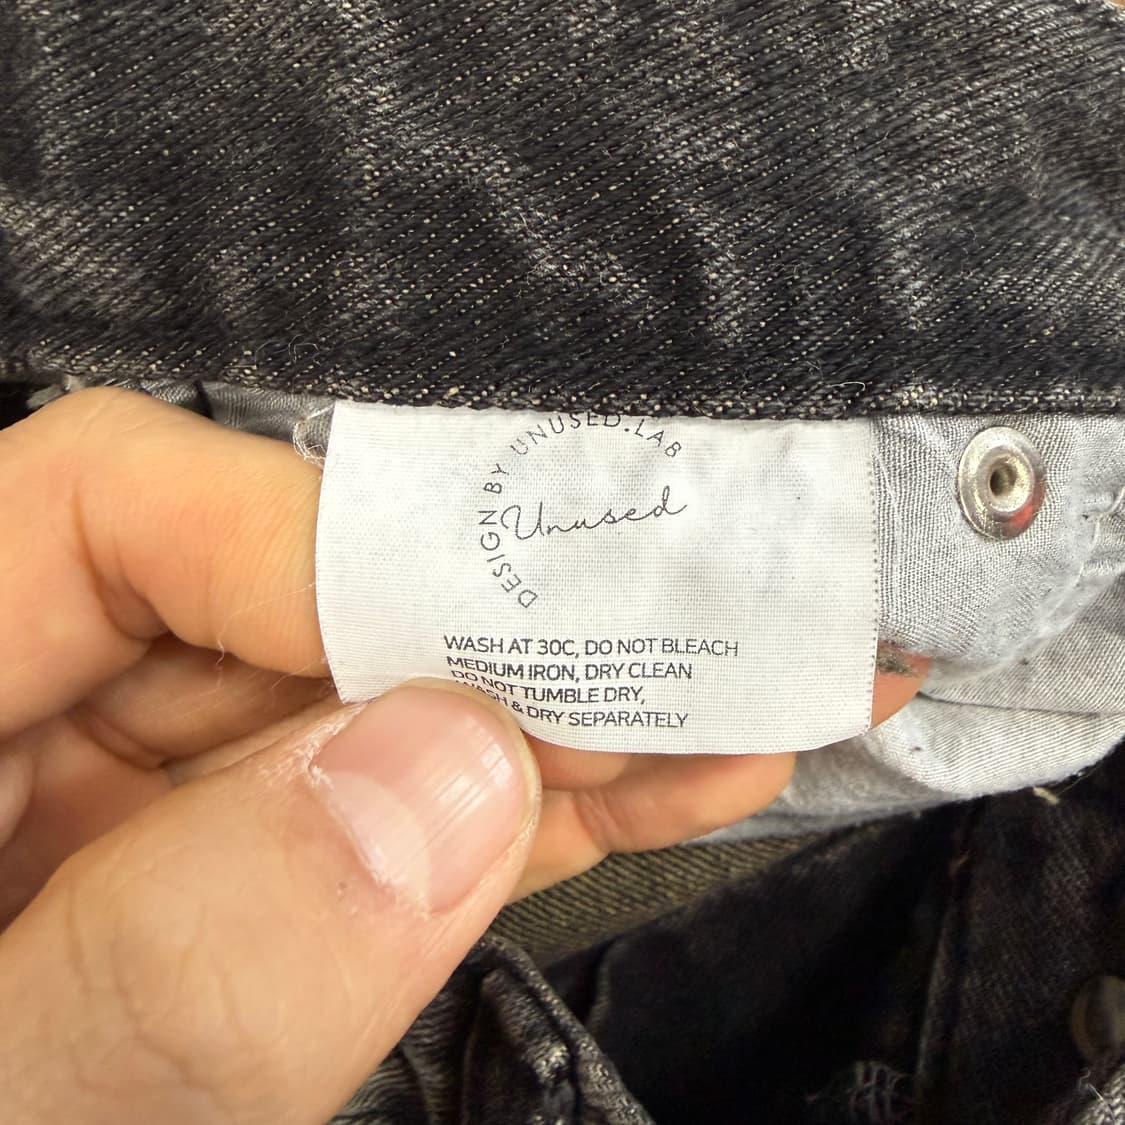 DESIGN BY UNUSED.LAB
Unused
WASH AT 30C, DO NOT BLEACH
MEDIUM IRON, DRY CLEAN
DO NOT TUMBLE DRY,
WASH & DRY SEPARATELY